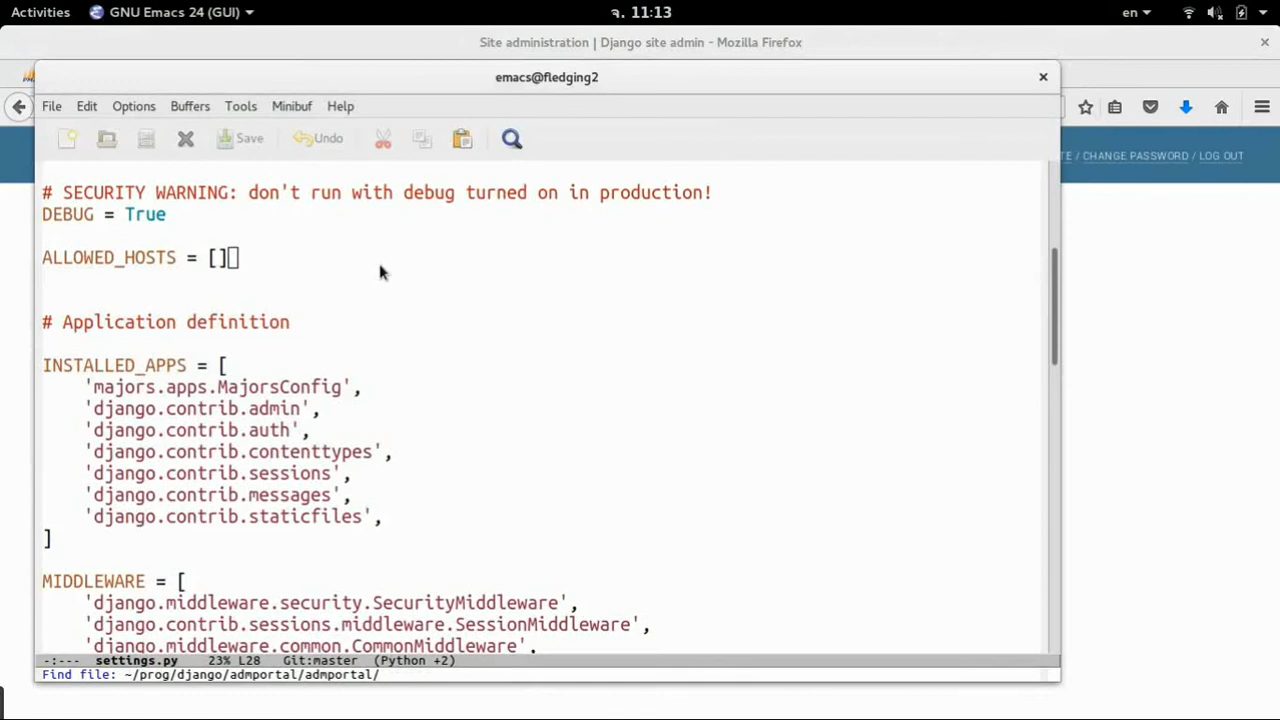 Activities GNU Emacs 24 (GUI) จ. 11:13 en
Site administration | Django site admin - Mozilla Firefox
emacs@fledging2
File Edit Options Buffers Tools Minibuf Help
Save Undo
/ CHANGE PASSWORD / LOG OUT
# SECURITY WARNING: don't run with debug turned on in production!
DEBUG = True
ALLOWED_HOSTS = []
# Application definition
INSTALLED_APPS = [
'majors.apps.MajorsConfig',
'django.contrib.admin',
'django.contrib.auth',
'django.contrib.contenttypes',
'django.contrib.sessions',
'django.contrib.messages',
'django.contrib.staticfiles',
]
MIDDLEWARE = [
'django.middleware.security.SecurityMiddleware',
'django.contrib.sessions.middleware.SessionMiddleware',
'django.middleware.common.CommonMiddleware',
-:--- settings.py 23% L28 Git:master (Python +2)
Find file: ~/prog/django/admportal/admportal/